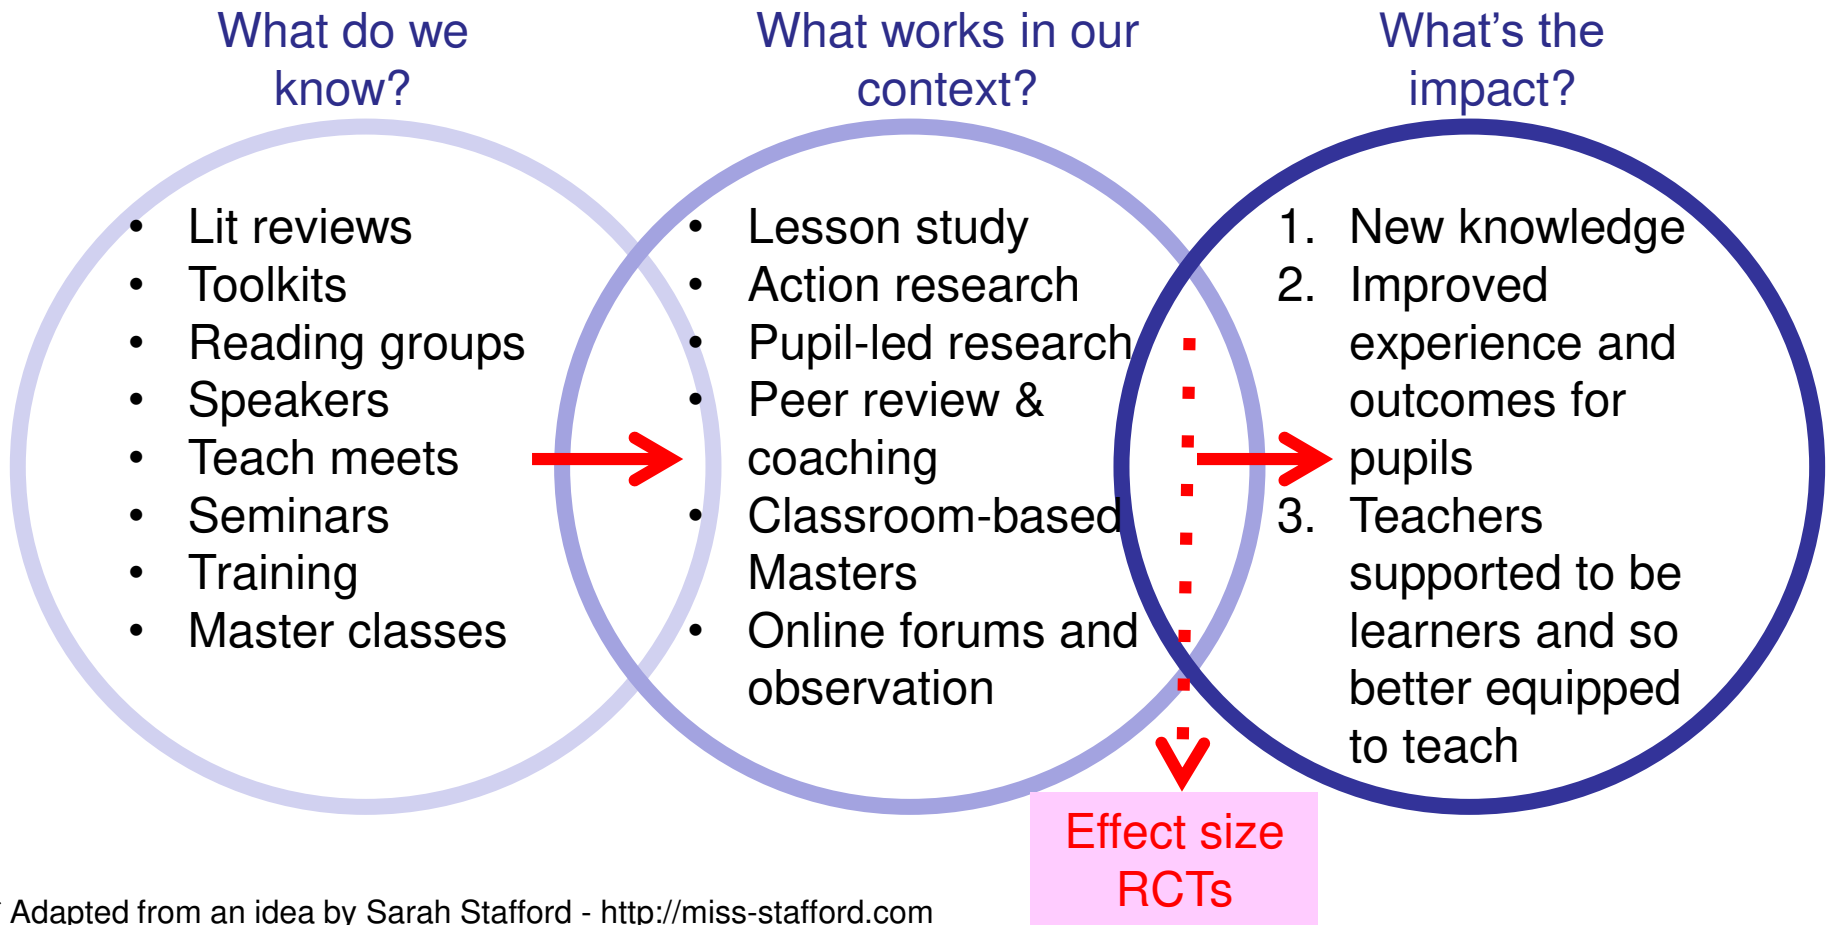 What do we
know?
• Lit reviews
• Toolkits
• Reading groups
• Speakers
• Teach meets
• Seminars
• Training
• Master classes
What works in our
context?
• Lesson study
• Action research
• Pupil-led research
• Peer review &
coaching
• Classroom-based
Masters
• Online forums and
observation
What's the
impact?
1. New knowledge
2. Improved
experience and
outcomes for
pupils
3. Teachers
supported to be
learners and so
better equipped
to teach
Effect size
RCTs
* Adapted from an idea by Sarah Stafford - http://miss-stafford.com